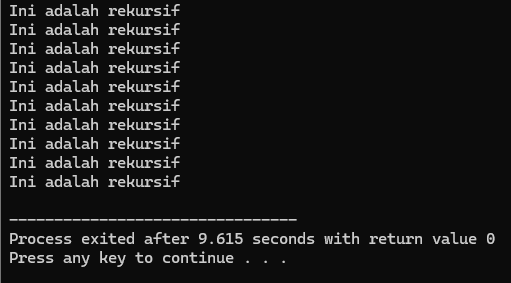 Ini adalah rekursif
Ini adalah rekursif
Ini adalah rekursif
Ini adalah rekursif
Ini adalah rekursif
Ini adalah rekursif
Ini adalah rekursif
Ini adalah rekursif
Ini adalah rekursif
Ini adalah rekursif
--------------------------------
Process exited after 9.615 seconds with return value 0
Press any key to continue . . .